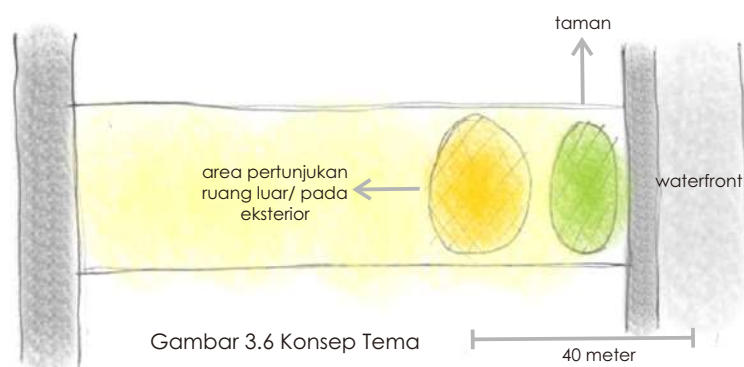 taman
area pertunjukan
ruang luar/ pada
eksterior
waterfront
Gambar 3.6 Konsep Tema
40 meter